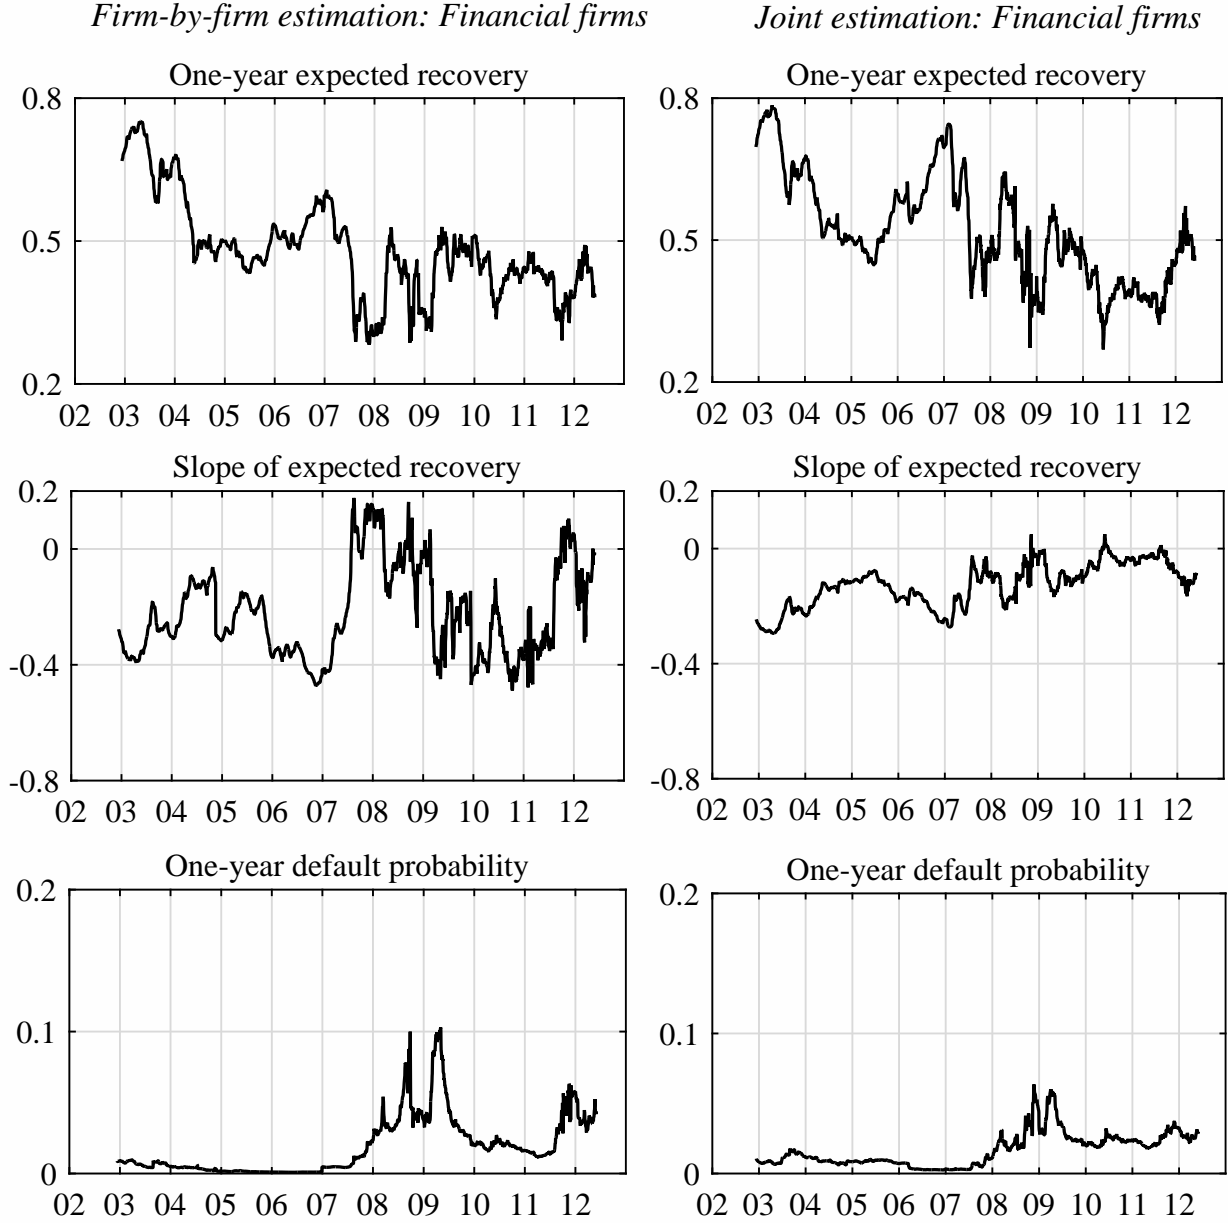 Firm-by-firm estimation: Financial firms
Joint estimation: Financial firms
One-year expected recovery
0.8
0.5
0.2
02 03 04 05 06 07 08 09 10 11 12
One-year expected recovery
0.8
0.5
0.2
02 03 04 05 06 07 08 09 10 11 12
Slope of expected recovery
0.2
0
-0.4
-0.8
02 03 04 05 06 07 08 09 10 11 12
Slope of expected recovery
0.2
0
-0.4
-0.8
02 03 04 05 06 07 08 09 10 11 12
One-year default probability
0.2
0.1
0
02 03 04 05 06 07 08 09 10 11 12
One-year default probability
0.2
0.1
0
02 03 04 05 06 07 08 09 10 11 12